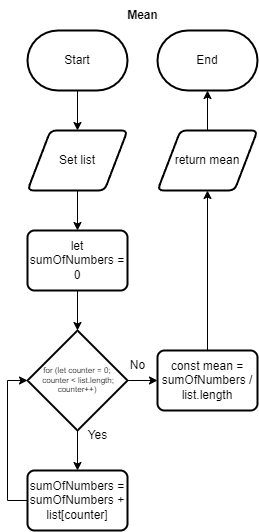 Mean
Start
End
Set list
return mean
let
sumOfNumbers =
0
for (let counter = 0;
counter < list.length;
counter++)
No
const mean =
sumOfNumbers /
list.length
Yes
sumOfNumbers =
sumOfNumbers +
list[counter]